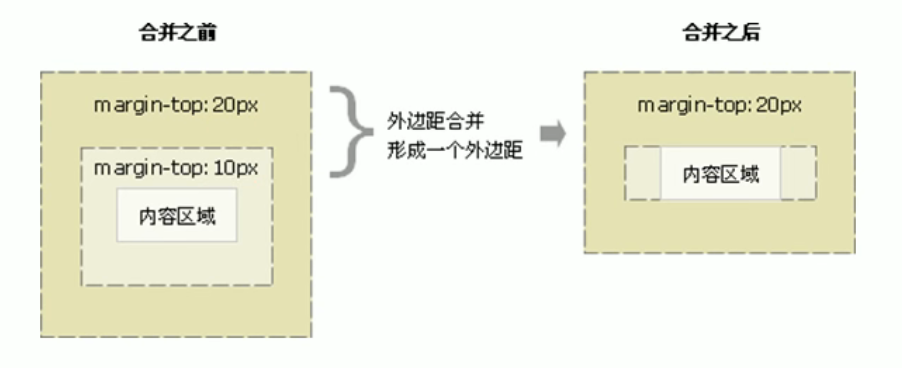 合并之前
合并之后
margin-top: 20px
margin-top: 10px
内容区域
外边距合并
形成一个外边距
margin-top: 20px
内容区域